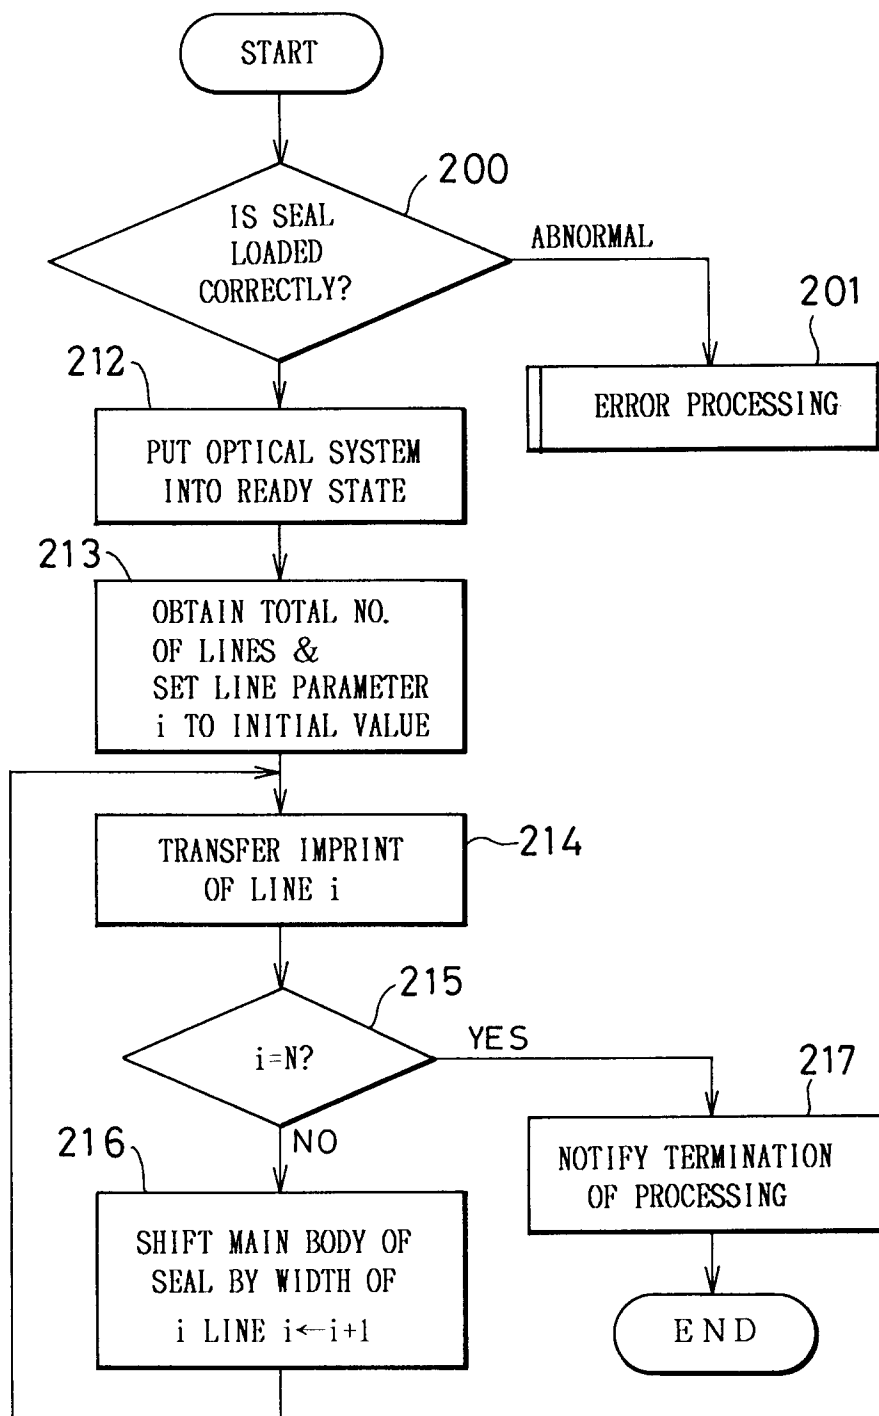 START
200
IS SEAL
LOADED
CORRECTLY?
ABNORMAL
201
ERROR PROCESSING
212
PUT OPTICAL SYSTEM
INTO READY STATE
213
OBTAIN TOTAL NO.
OF LINES &
SET LINE PARAMETER
i TO INITIAL VALUE
TRANSFER IMPRINT
OF LINE i
214
215
i=N?
YES
NO
217
NOTIFY TERMINATION
OF PROCESSING
216
SHIFT MAIN BODY OF
SEAL BY WIDTH OF
i LINE i←i+1
END